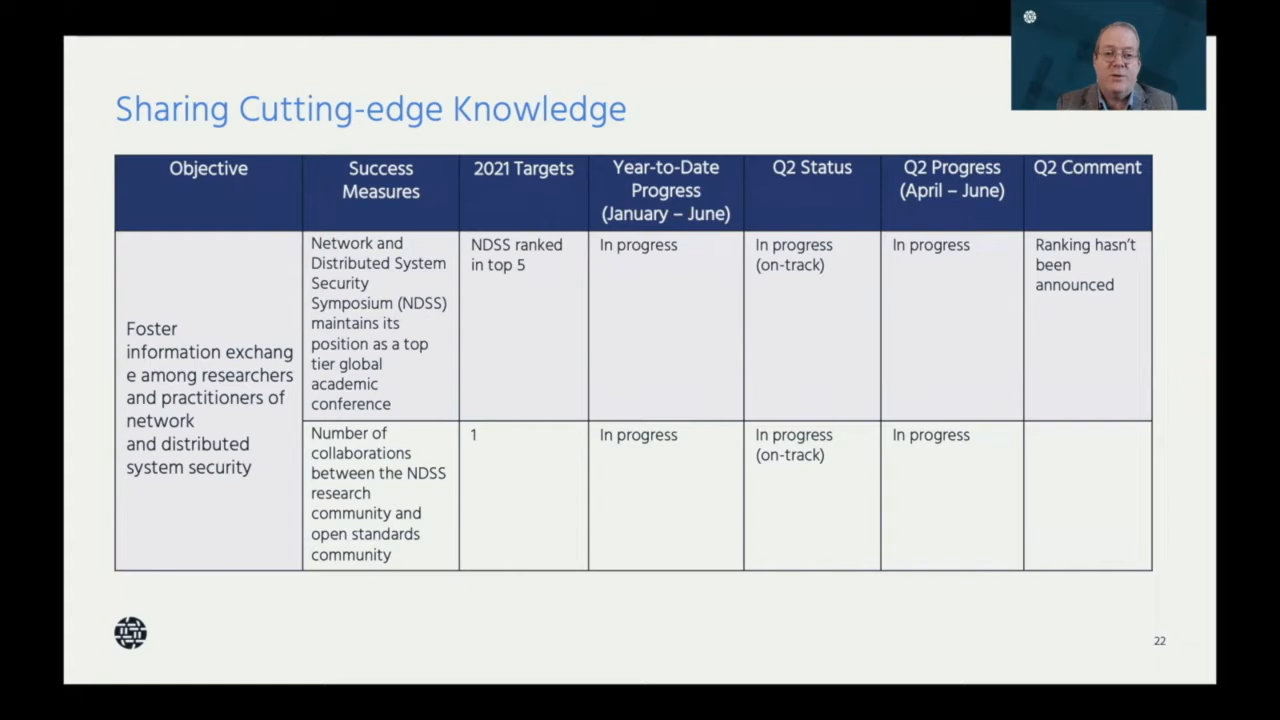 Sharing Cutting-edge Knowledge
Objective
Success
Measures
2021 Targets
Year-to-Date
Progress
(January – June)
Q2 Status
Q2 Progress
(April – June)
Q2 Comment
Foster
information exchang
e among researchers
and practitioners of
network
and distributed
system security
Network and
Distributed System
Security
Symposium (NDSS)
maintains its
position as a top
tier global
academic
conference
NDSS ranked
in top 5
In progress
In progress
(on-track)
In progress
Ranking hasn't
been
announced
Number of
collaborations
between the NDSS
research
community and
open standards
community
1
In progress
In progress
(on-track)
In progress
22